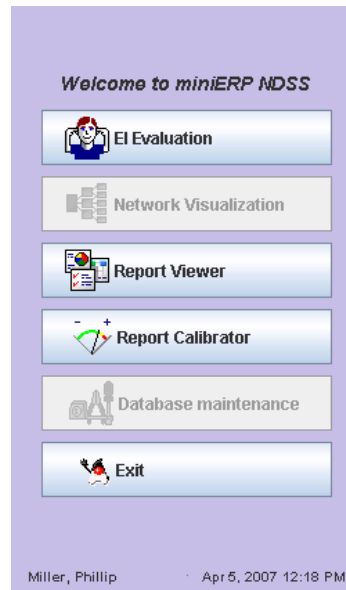 Welcome to miniERP NDSS
EI Evaluation
Network Visualization
Report Viewer
- +
Report Calibrator
Database maintenance
Exit
Miller, Phillip Apr 5, 2007 12:18 PM